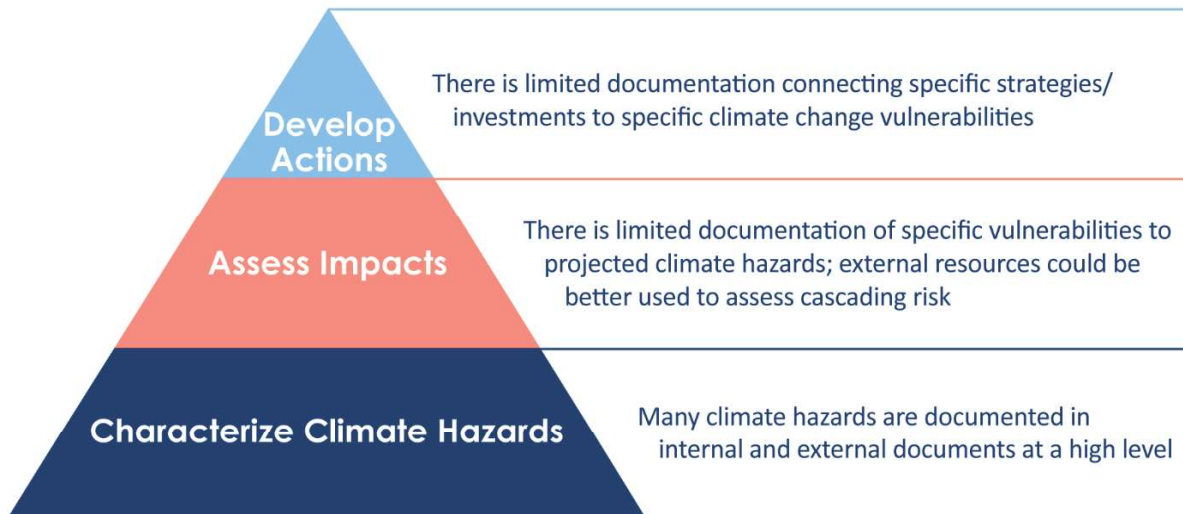 There is limited documentation connecting specific strategies/
investments to specific climate change vulnerabilities
Develop
Actions
There is limited documentation of specific vulnerabilities to
projected climate hazards; external resources could be
better used to assess cascading risk
Assess Impacts
Many climate hazards are documented in
internal and external documents at a high level
Characterize Climate Hazards